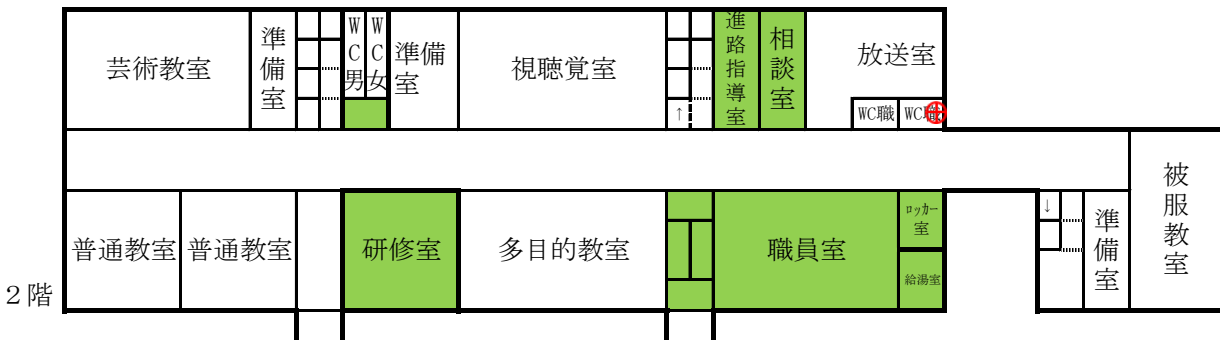 芸術教室
準備室
WC男
WC女
準備室
視聴覚室
↑
進路指導室
相談室
放送室
WC職
WC職
被服教室
普通教室
普通教室
研修室
多目的教室
職員室
ロッカー室
給湯室
↓
準備室
2階